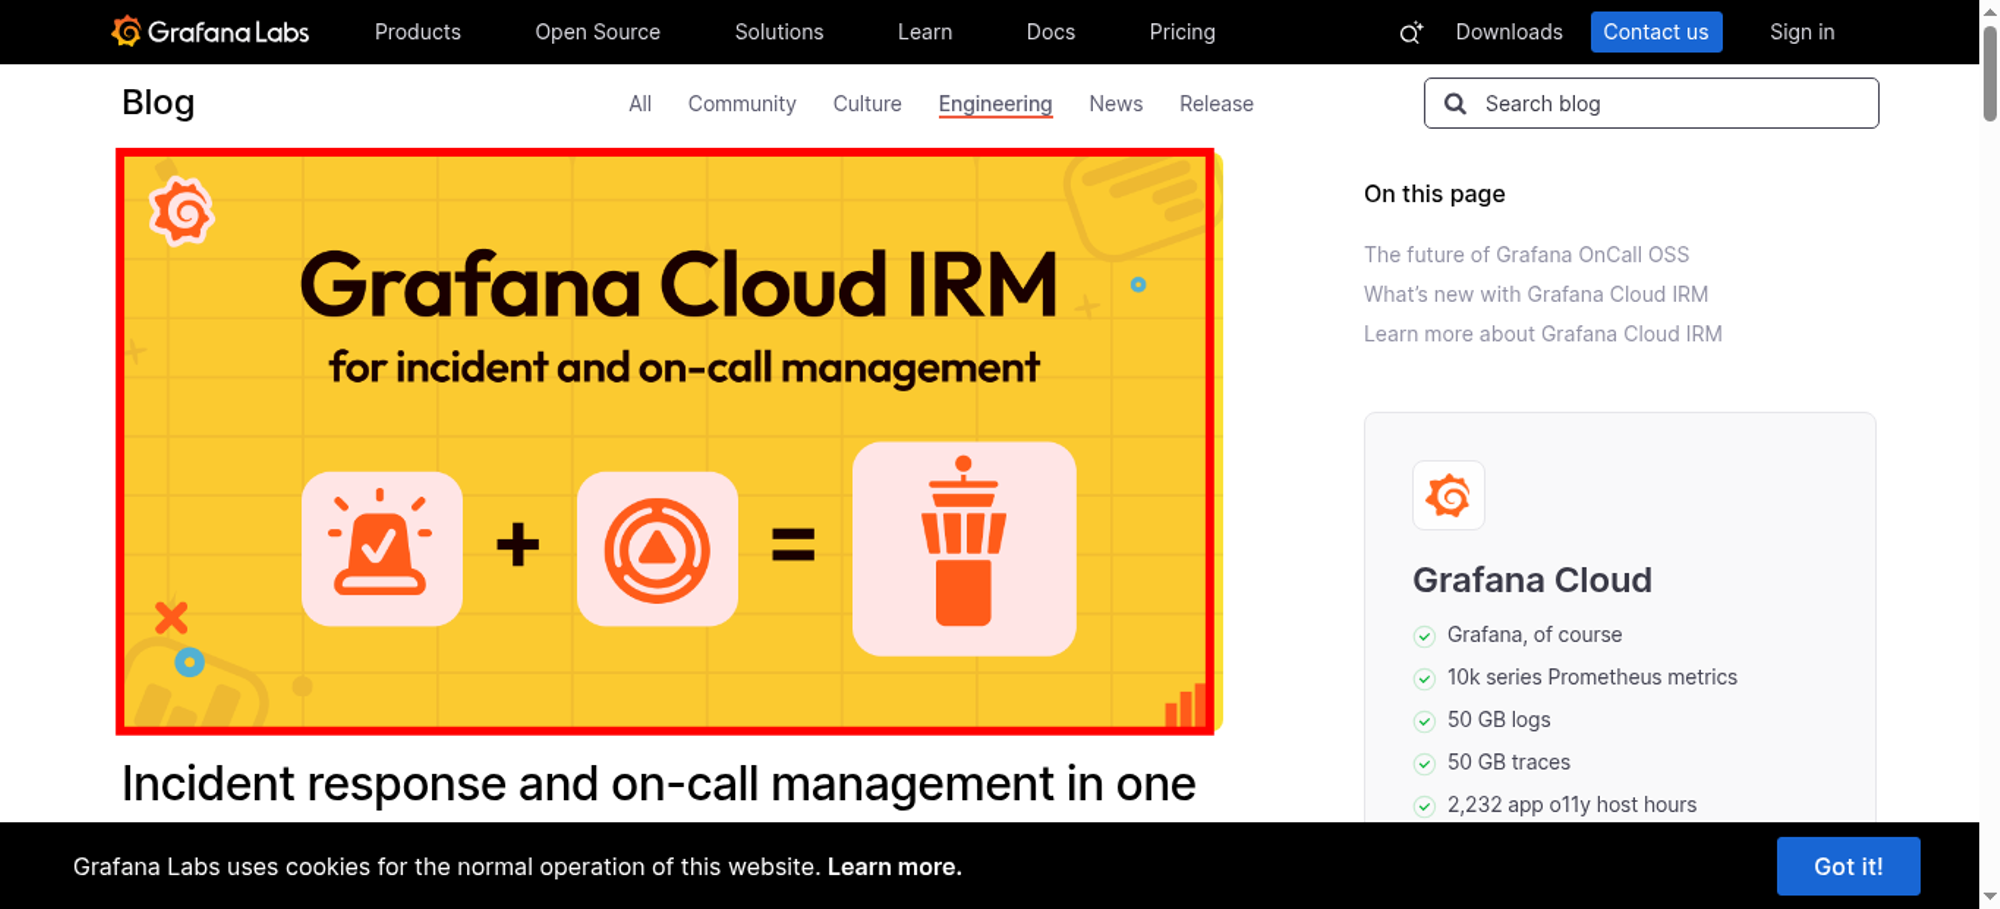 Grafana Labs
Products
Open Source
Solutions
Learn
Docs
Pricing
Downloads
Contact us
Sign in
Blog
All
Community
Culture
Engineering
News
Release
Search blog
Grafana Cloud IRM
for incident and on-call management
Incident response and on-call management in one
On this page
The future of Grafana OnCall OSS
What's new with Grafana Cloud IRM
Learn more about Grafana Cloud IRM
Grafana Cloud
Grafana, of course
10k series Prometheus metrics
50 GB logs
50 GB traces
2,232 app o11y host hours
Grafana Labs uses cookies for the normal operation of this website. Learn more.
Got it!